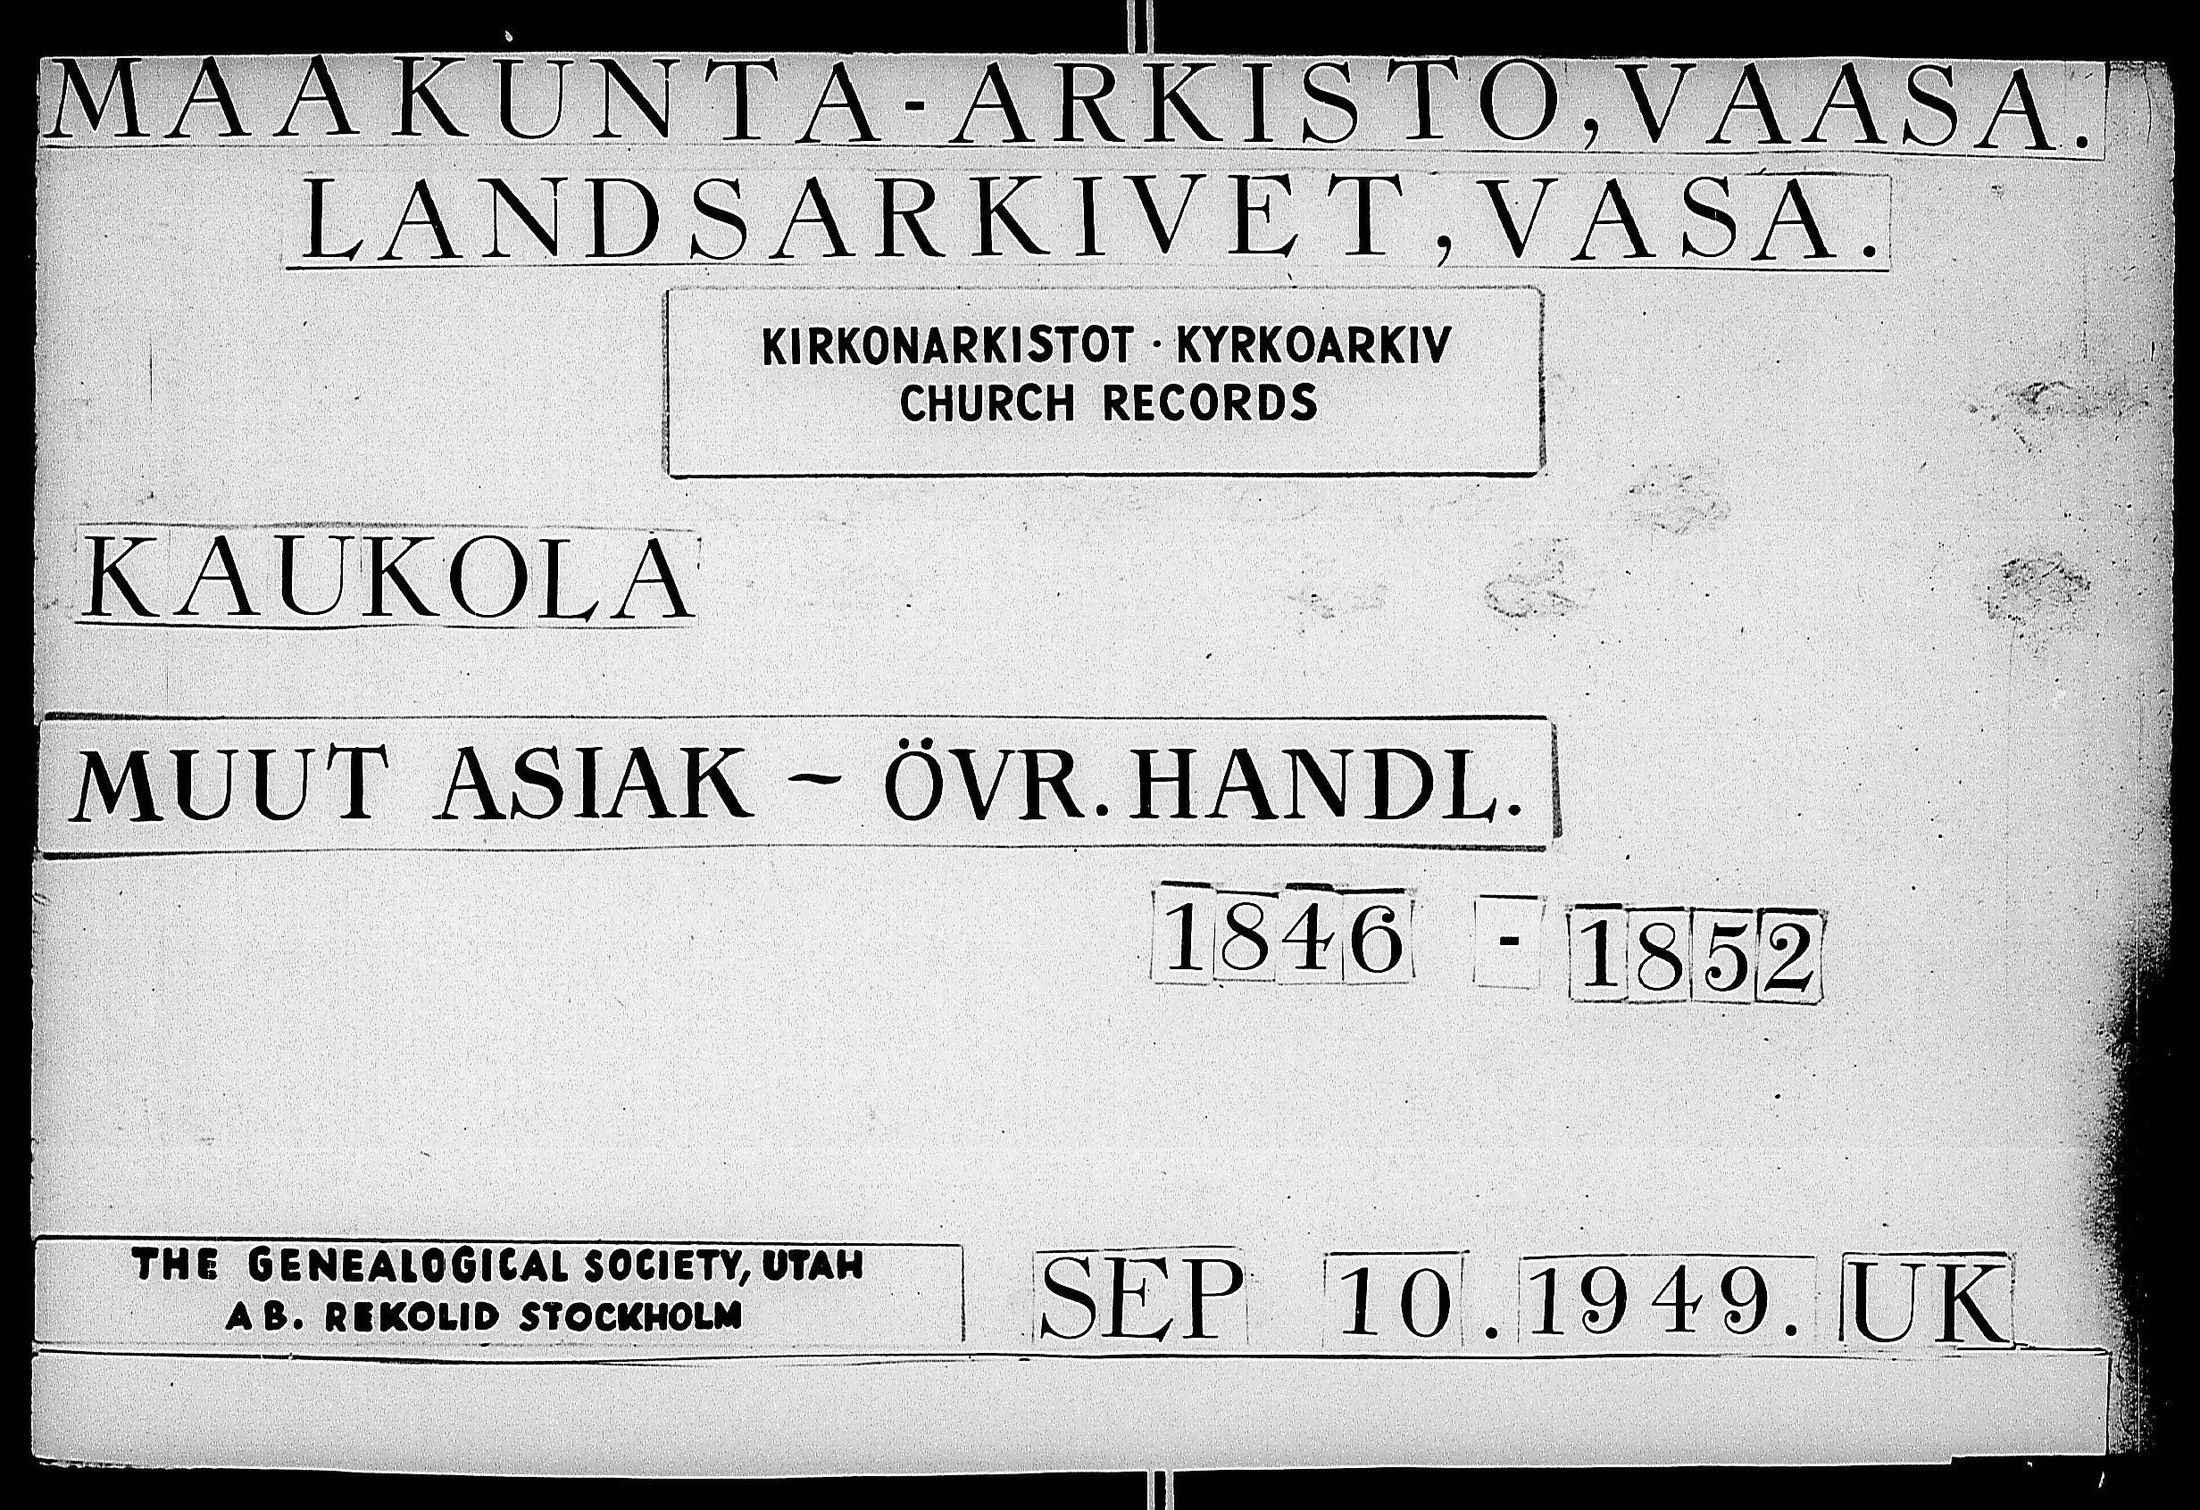 MAAKUNTA-ARKISTO, VAASA.
LANDSARKIVET, VASA.
KIRKONARKISTOT · KYRKOARKIV
CHURCH RECORDS
KAUKOLA
MUUT ASIAK ~ ÖVR. HANDL.
1846 - 1852
THE GENEALOGICAL SOCIETY, UTAH
AB. REKOLID STOCKHOLM
SEP 10. 1949. UK